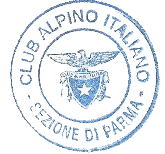 CLUB ALPINO ITALIANO
- SEZIONE DI PARMA -